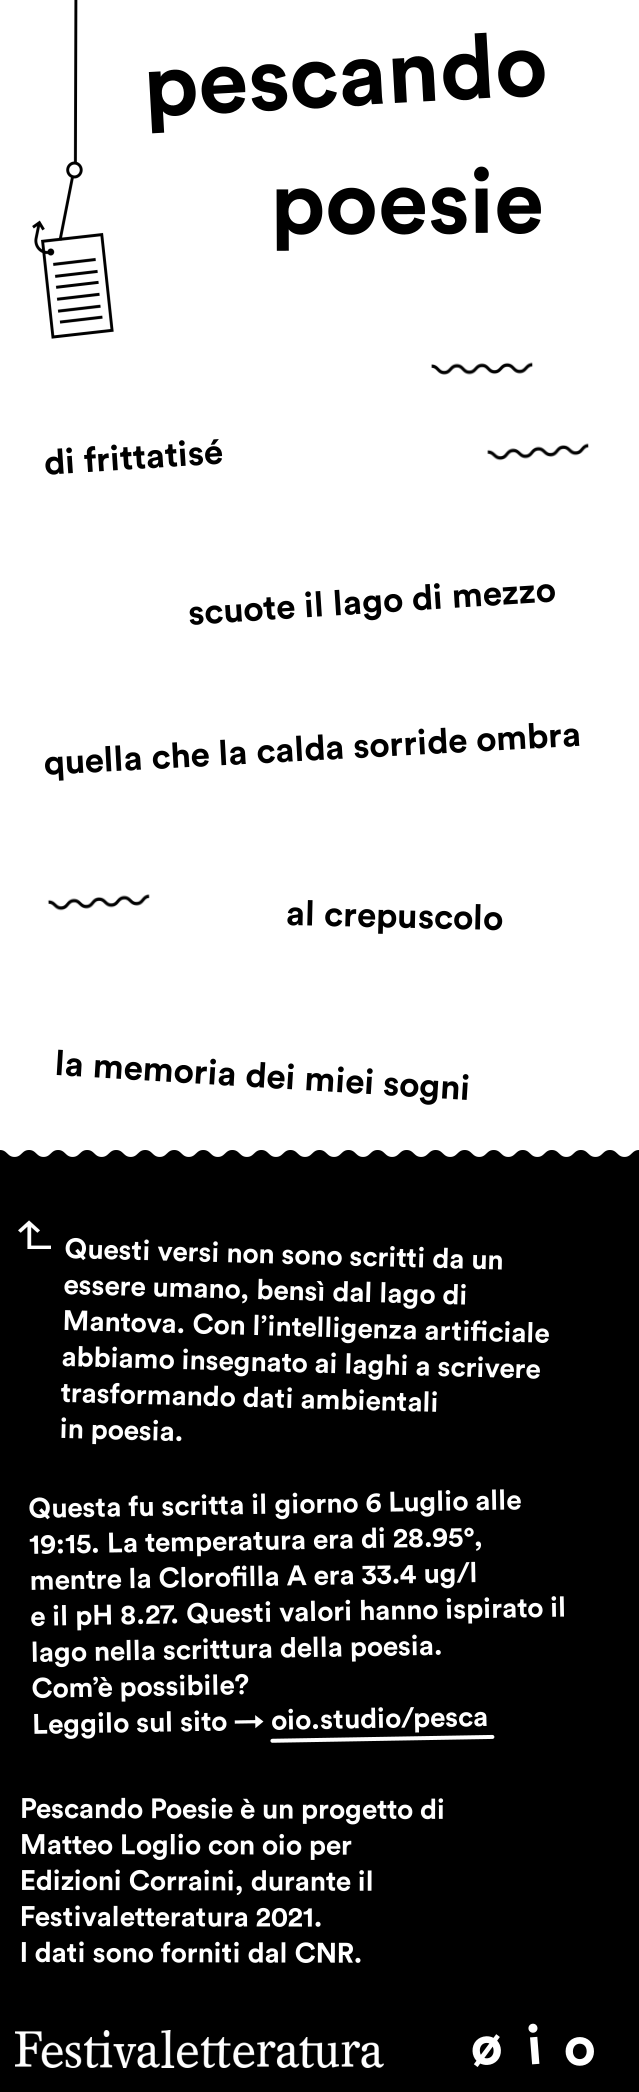 pescando
poesie
di frittatisé
scuote il lago di mezzo
quella che la calda sorride ombra
al crepuscolo
la memoria dei miei sogni
Questi versi non sono scritti da un
essere umano, bensì dal lago di
Mantova. Con l’intelligenza artificiale
abbiamo insegnato ai laghi a scrivere
trasformando dati ambientali
in poesia.
Questa fu scritta il giorno 6 Luglio alle
19:15. La temperatura era di 28.95°,
mentre la Clorofilla A era 33.4 ug/l
e il pH 8.27. Questi valori hanno ispirato il
lago nella scrittura della poesia.
Com’è possibile?
Leggilo sul sito → oio.studio/pesca
Pescando Poesie è un progetto di
Matteo Loglio con oio per
Edizioni Corraini, durante il
Festivaletteratura 2021.
I dati sono forniti dal CNR.
Festivaletteratura
ø i o